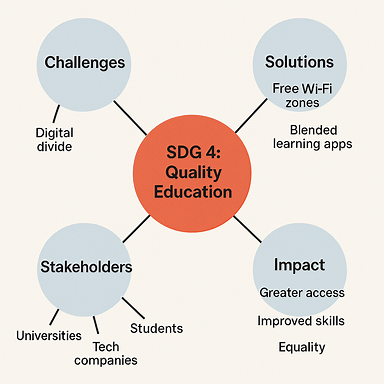 Challenges
Digital
divide
Solutions
Free Wi-Fi
zones
Blended
learning apps
SDG 4:
Quality
Education
Stakeholders
Universities
Tech
companies
Students
Impact
Greater access
Improved skills
Equality